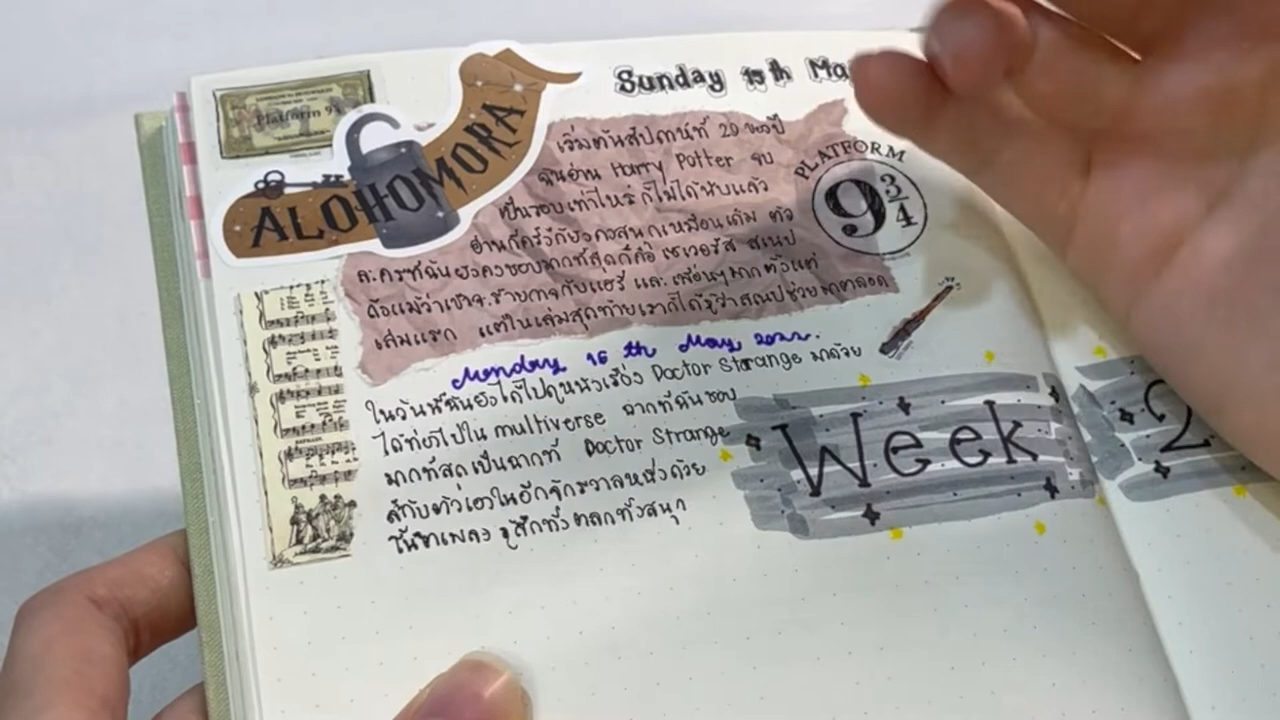 Platform 9¾
ALOHOMORA
Sunday 15th Ma
เริ่มต้นสัปดาห์ที่ 20 ของปี
ฉันอ่าน Harry Potter จบ
เป็นรอบเท่าไหร่ก็ไม่ได้นับแล้ว
อ่านกี่ครั้งก็ยังคงสนุกเหมือนเดิม ตัว
ละครที่ฉันยังคงชอบมากที่สุดก็คือ เซเวอร์รัส สเนป
ถึงแม้ว่าเขาจะร้ายกาจกับแฮรี่ และเพื่อนๆมากตั้งแต่
เล่มแรก แต่ในเล่มสุดท้ายเราก็ได้รู้ว่าสเนปช่วยมาตลอด
PLATFORM
9 3/4
Monday 16 th May 2022.
ในวันนี้ฉันยังได้ไปดูหนังเรื่อง Doctor Strange มาด้วย
ได้ท่องไปใน multiverse ฉากที่ฉันชอบ
มากที่สุดเป็นฉากที่ Doctor Strange
สู้กับตัวเองในอีกจักรวาลหนึ่งด้วย
โน๊ตเพลง รู้สึกทั้งตลกทั้งสนุก
Week 2